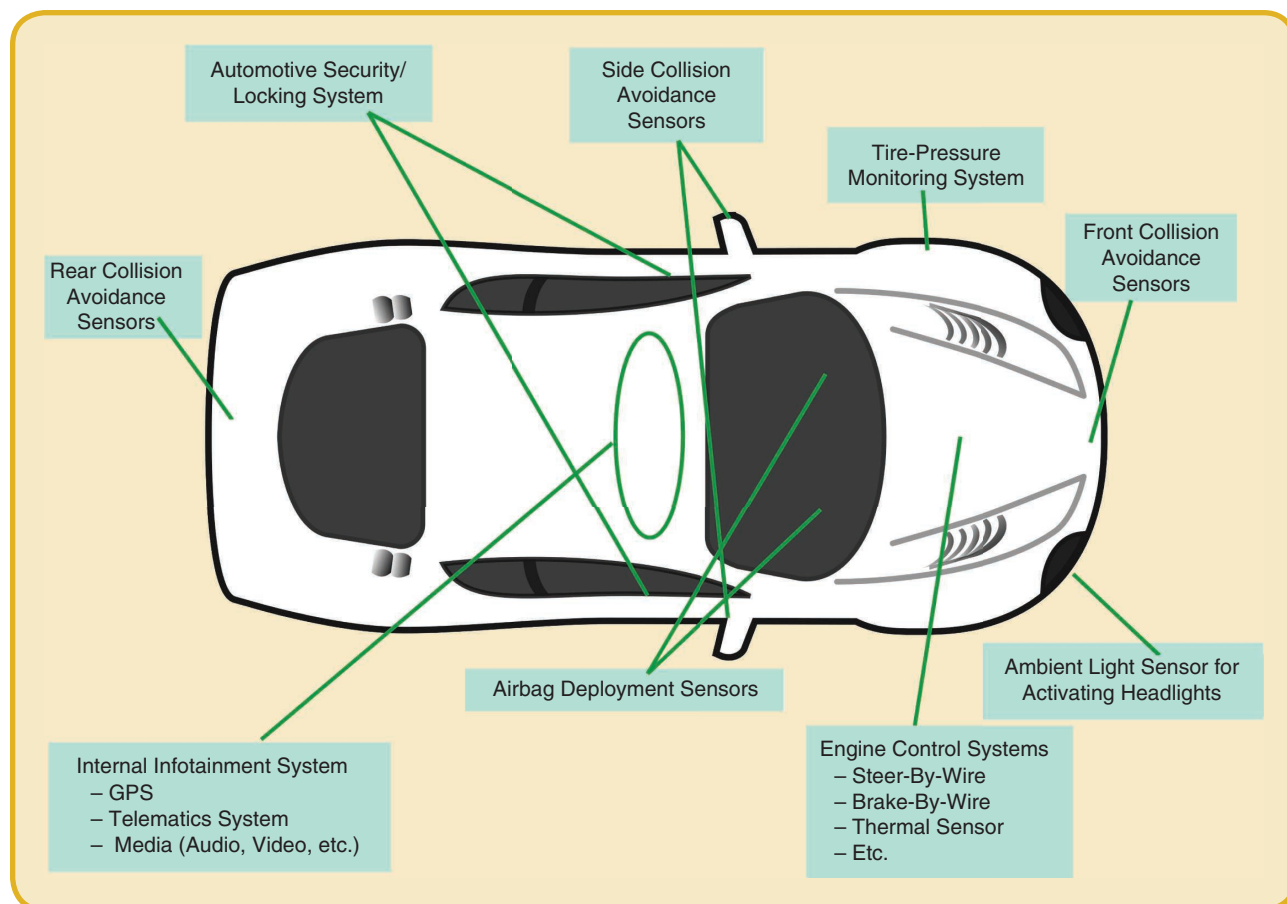 Automotive Security/
Locking System
Side Collision
Avoidance
Sensors
Tire-Pressure
Monitoring System
Front Collision
Avoidance
Sensors
Rear Collision
Avoidance
Sensors
Airbag Deployment Sensors
Ambient Light Sensor for
Activating Headlights
Internal Infotainment System
– GPS
– Telematics System
– Media (Audio, Video, etc.)
Engine Control Systems
– Steer-By-Wire
– Brake-By-Wire
– Thermal Sensor
– Etc.